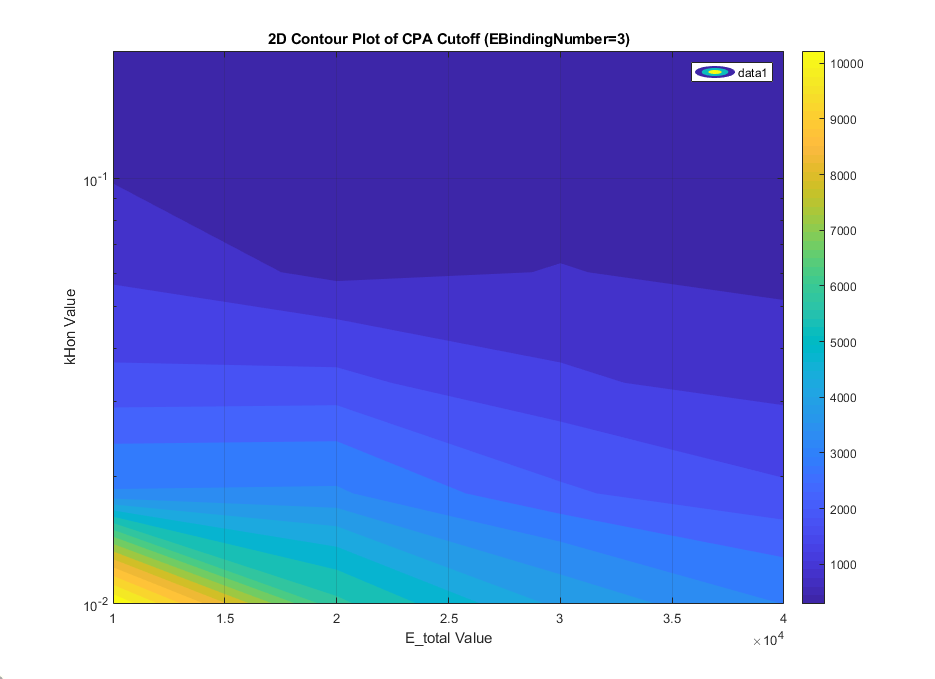 2D Contour Plot of CPA Cutoff (EBindingNumber=3)
data1
10000
9000
8000
7000
6000
5000
4000
3000
2000
1000
10-1
10-2
kHon Value
1 1.5 2 2.5 3 3.5 4
×104
E_total Value